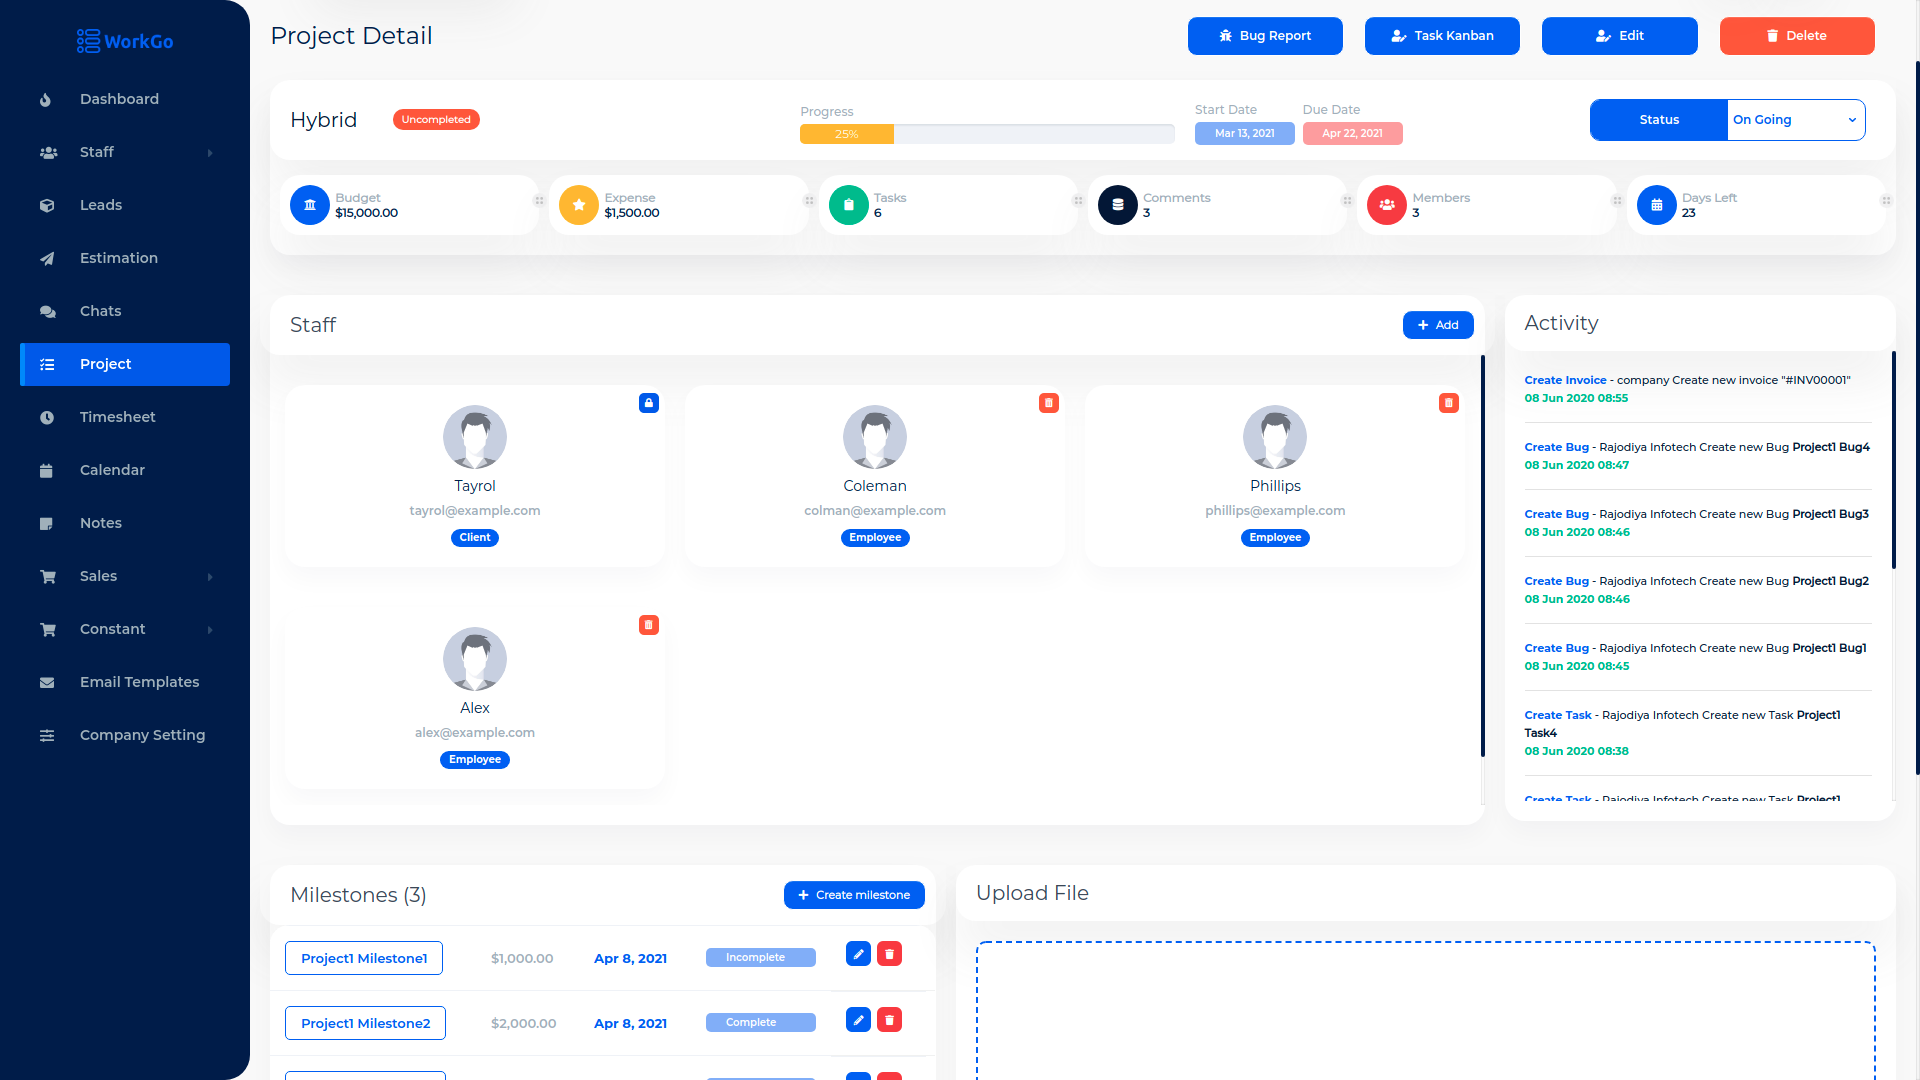 WorkGo
Dashboard
Staff
Leads
Estimation
Chats
Project
Timesheet
Calendar
Notes
Sales
Constant
Email Templates
Company Setting
Project Detail
Bug Report
Task Kanban
Edit
Delete
Hybrid
Uncompleted
Progress
25%
Start Date
Mar 13, 2021
Due Date
Apr 22, 2021
Status
On Going
Budget
$15,000.00
Expense
$1,500.00
Tasks
6
Comments
3
Members
3
Days Left
23
Staff
Add
Tayrol
tayrol@example.com
Client
Coleman
colman@example.com
Employee
Phillips
phillips@example.com
Employee
Alex
alex@example.com
Employee
Activity
Create Invoice - company Create new invoice "#INV00001"
08 Jun 2020 08:55
Create Bug - Rajodiya Infotech Create new Bug Project1 Bug4
08 Jun 2020 08:47
Create Bug - Rajodiya Infotech Create new Bug Project1 Bug3
08 Jun 2020 08:46
Create Bug - Rajodiya Infotech Create new Bug Project1 Bug2
08 Jun 2020 08:46
Create Bug - Rajodiya Infotech Create new Bug Project1 Bug1
08 Jun 2020 08:45
Create Task - Rajodiya Infotech Create new Task Project1
Task4
08 Jun 2020 08:38
Create Task - Rajodiya Infotech Create new Task Project1
Milestones (3)
Create milestone
Project1 Milestone1
$1,000.00
Apr 8, 2021
Incomplete
Project1 Milestone2
$2,000.00
Apr 8, 2021
Complete
Upload File